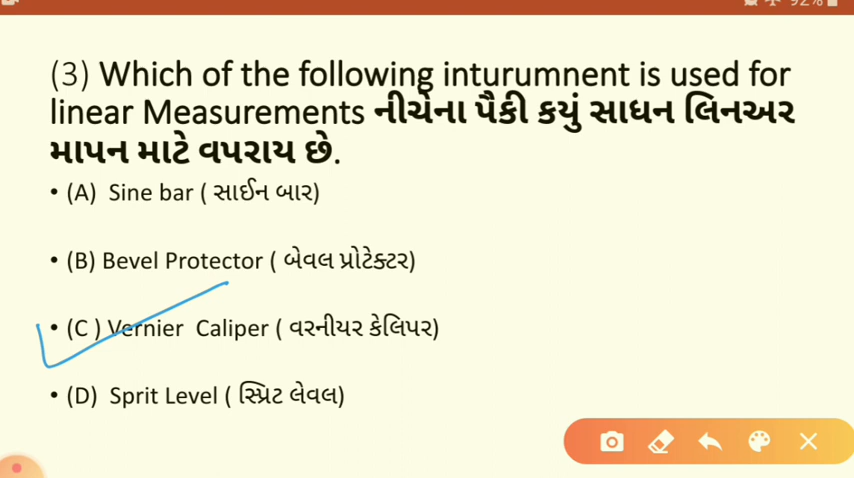 92%
(3) Which of the following inturumnent is used for
linear Measurements નીચેના પૈકી કયું સાધન લિનઅર
માપન માટે વપરાય છે.
• (A) Sine bar ( સાઈન બાર)
• (B) Bevel Protector ( બેવલ પ્રોટેક્ટર)
• (C ) Vernier Caliper ( વરનીયર કેલિપર)
• (D) Sprit Level ( સ્પ્રિટ લેવલ)